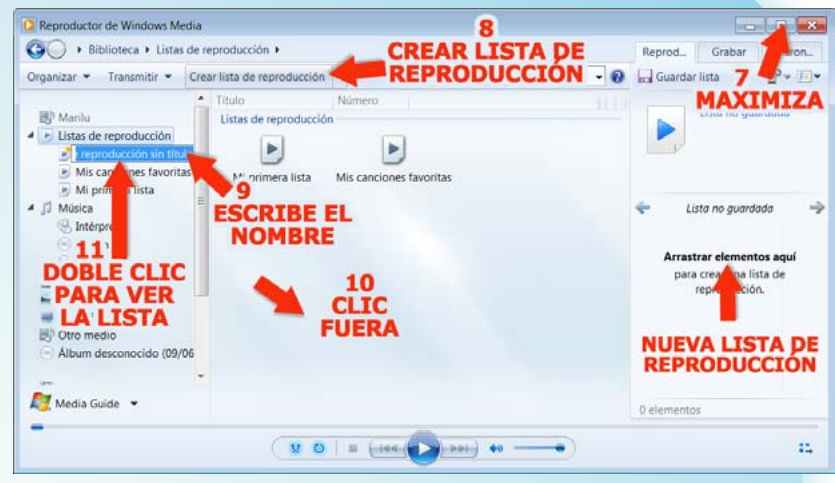 Reproductor de Windows Media
8
CREAR LISTA DE
REPRODUCCIÓN
Biblioteca Listas de reproducción
Reprod... Grabar
Organizar Transmitir Crear lista de reproducción
Guardar lista
7
MAXIMIZA
Título Número
Marilu
Listas de reproducción
Listas de reproducción
Lista no guardada
reproducción sin títul
Mis canciones favoritas
Mi primera lista
Mi primera lista Mis canciones favoritas
9
ESCRIBE EL
NOMBRE
Música
11
DOBLE CLIC
PARA VER
LA LISTA
10
CLIC
FUERA
Lista no guardada
Arrastrar elementos aquí
para crear una lista de
reproducción.
NUEVA LISTA DE
REPRODUCCIÓN
Otro medio
Álbum desconocido (09/06
Media Guide
0 elementos